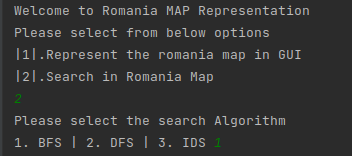 Welcome to Romania MAP Representation
Please select from below options
|1|.Represent the romania map in GUI
|2|.Search in Romania Map
2
Please select the search Algorithm
1. BFS | 2. DFS | 3. IDS 1